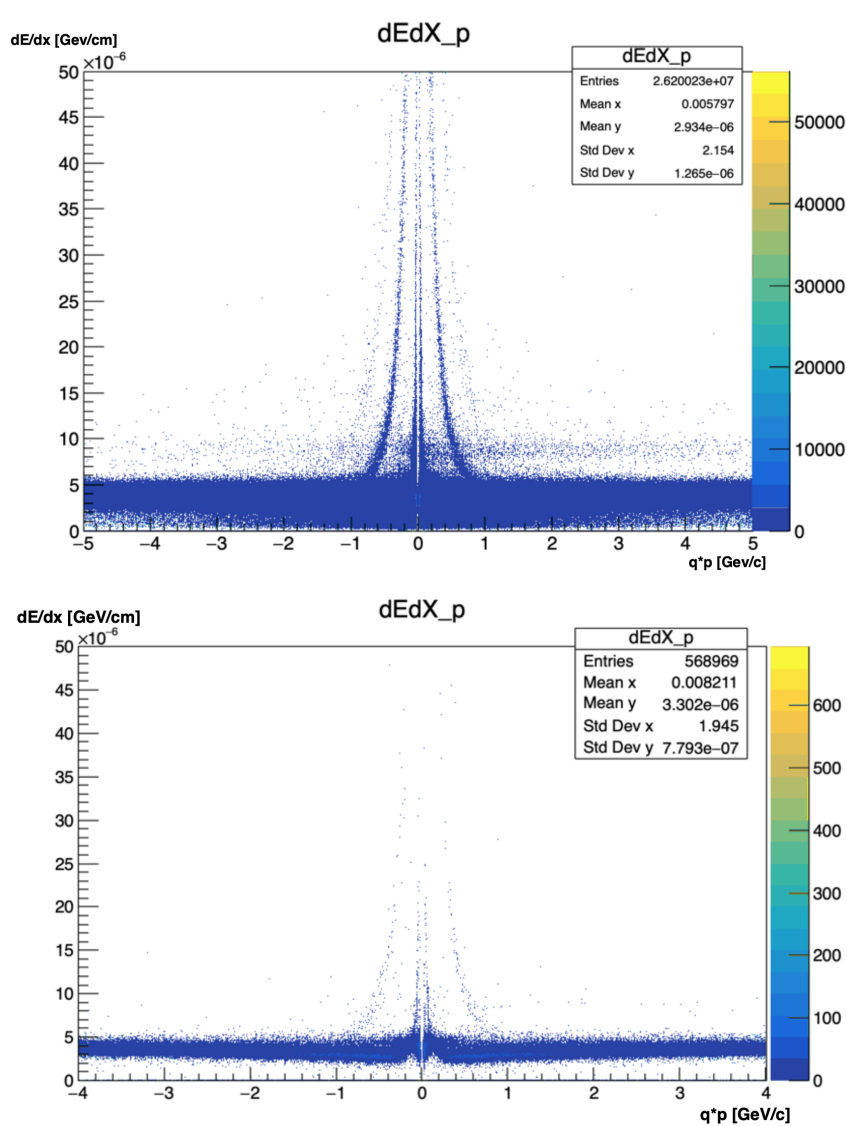 dEdX_p
dE/dx [Gev/cm]
×10⁻⁶
dEdX_p
Entries 2.620023e+07
Mean x 0.005797
Mean y 2.934e−06
Std Dev x 2.154
Std Dev y 1.265e−06
50
45
40
35
30
25
20
15
10
5
0
50000
40000
30000
20000
10000
0
−5 −4 −3 −2 −1 0 1 2 3 4 5
q*p [Gev/c]
dEdX_p
dE/dx [GeV/cm]
×10⁻⁶
dEdX_p
Entries 568969
Mean x 0.008211
Mean y 3.302e−06
Std Dev x 1.945
Std Dev y 7.793e−07
50
45
40
35
30
25
20
15
10
5
0
600
500
400
300
200
100
0
−4 −3 −2 −1 0 1 2 3 4
q*p [GeV/c]